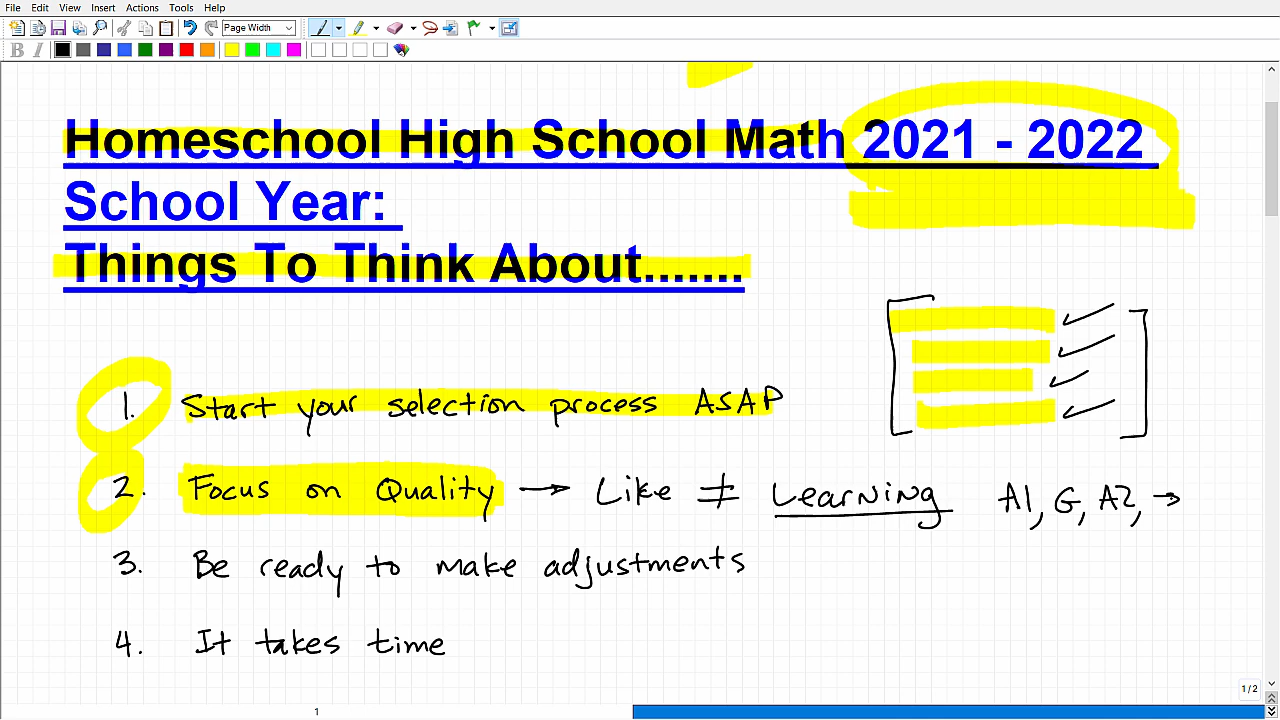 File Edit View Insert Actions Tools Help
Page Width
B I
Homeschool High School Math 2021 - 2022
School Year:
Things To Think About.......
1. Start your selection process ASAP
2. Focus on Quality → Like ≠ Learning A1, G, A2, →
3. Be ready to make adjustments
4. It takes time
1/2
1